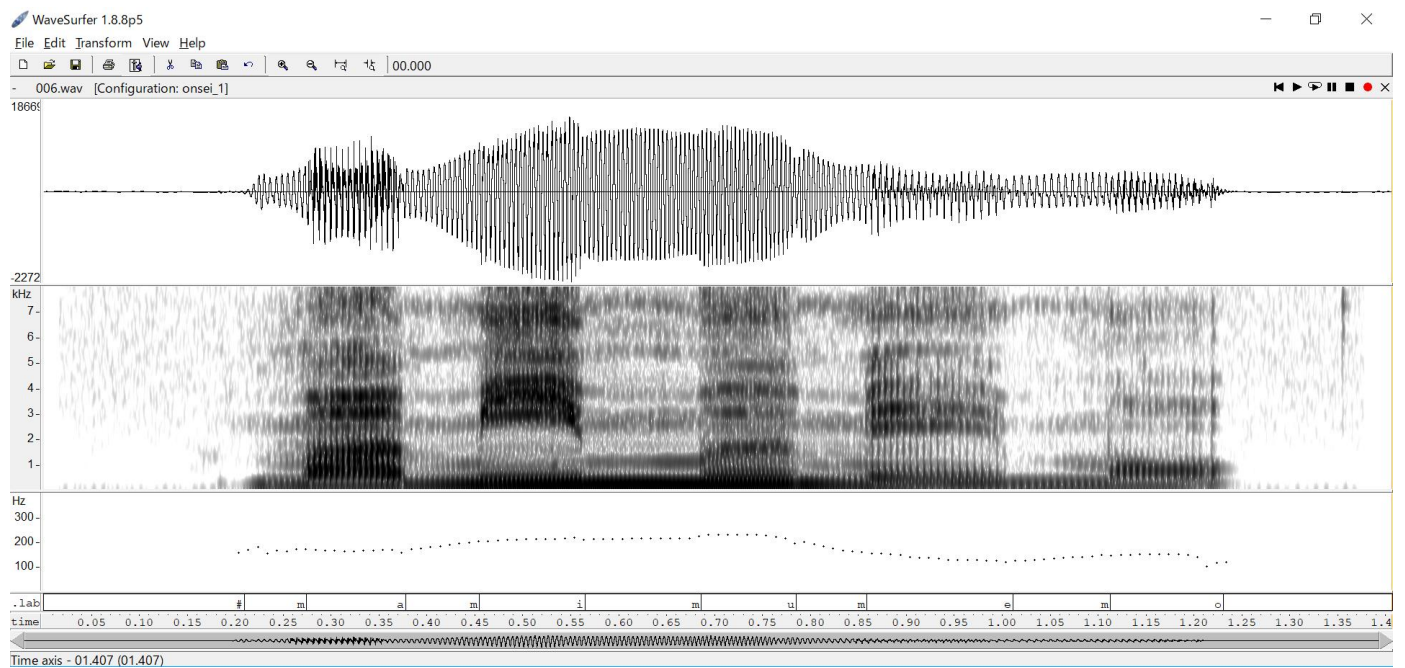 WaveSurfer 1.8.8p5
File Edit Transform View Help
00.000
- 006.wav [Configuration: onsei_1]
18669
-2272
kHz
7-
6-
5-
4-
3-
2-
1-
Hz
300-
200-
100-
.lab # m a m i m u m e m o
time 0.05 0.10 0.15 0.20 0.25 0.30 0.35 0.40 0.45 0.50 0.55 0.60 0.65 0.70 0.75 0.80 0.85 0.90 0.95 1.00 1.05 1.10 1.15 1.20 1.25 1.30 1.35 1.4
Time axis - 01.407 (01.407)